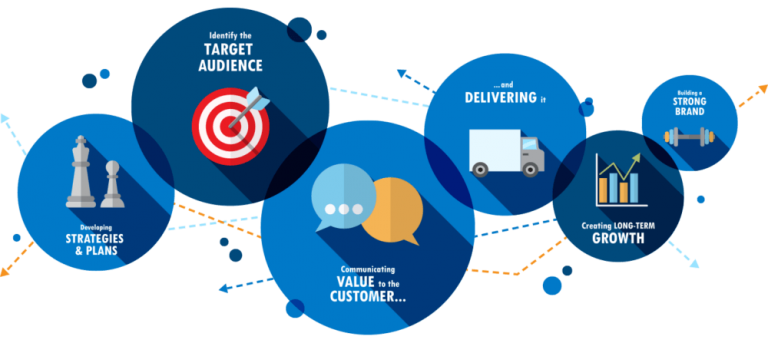 Developing
STRATEGIES
& PLANS
Identify the
TARGET
AUDIENCE
Communicating
VALUE to the
CUSTOMER...
...and
DELIVERING it
Creating LONG-TERM
GROWTH
Building a
STRONG
BRAND